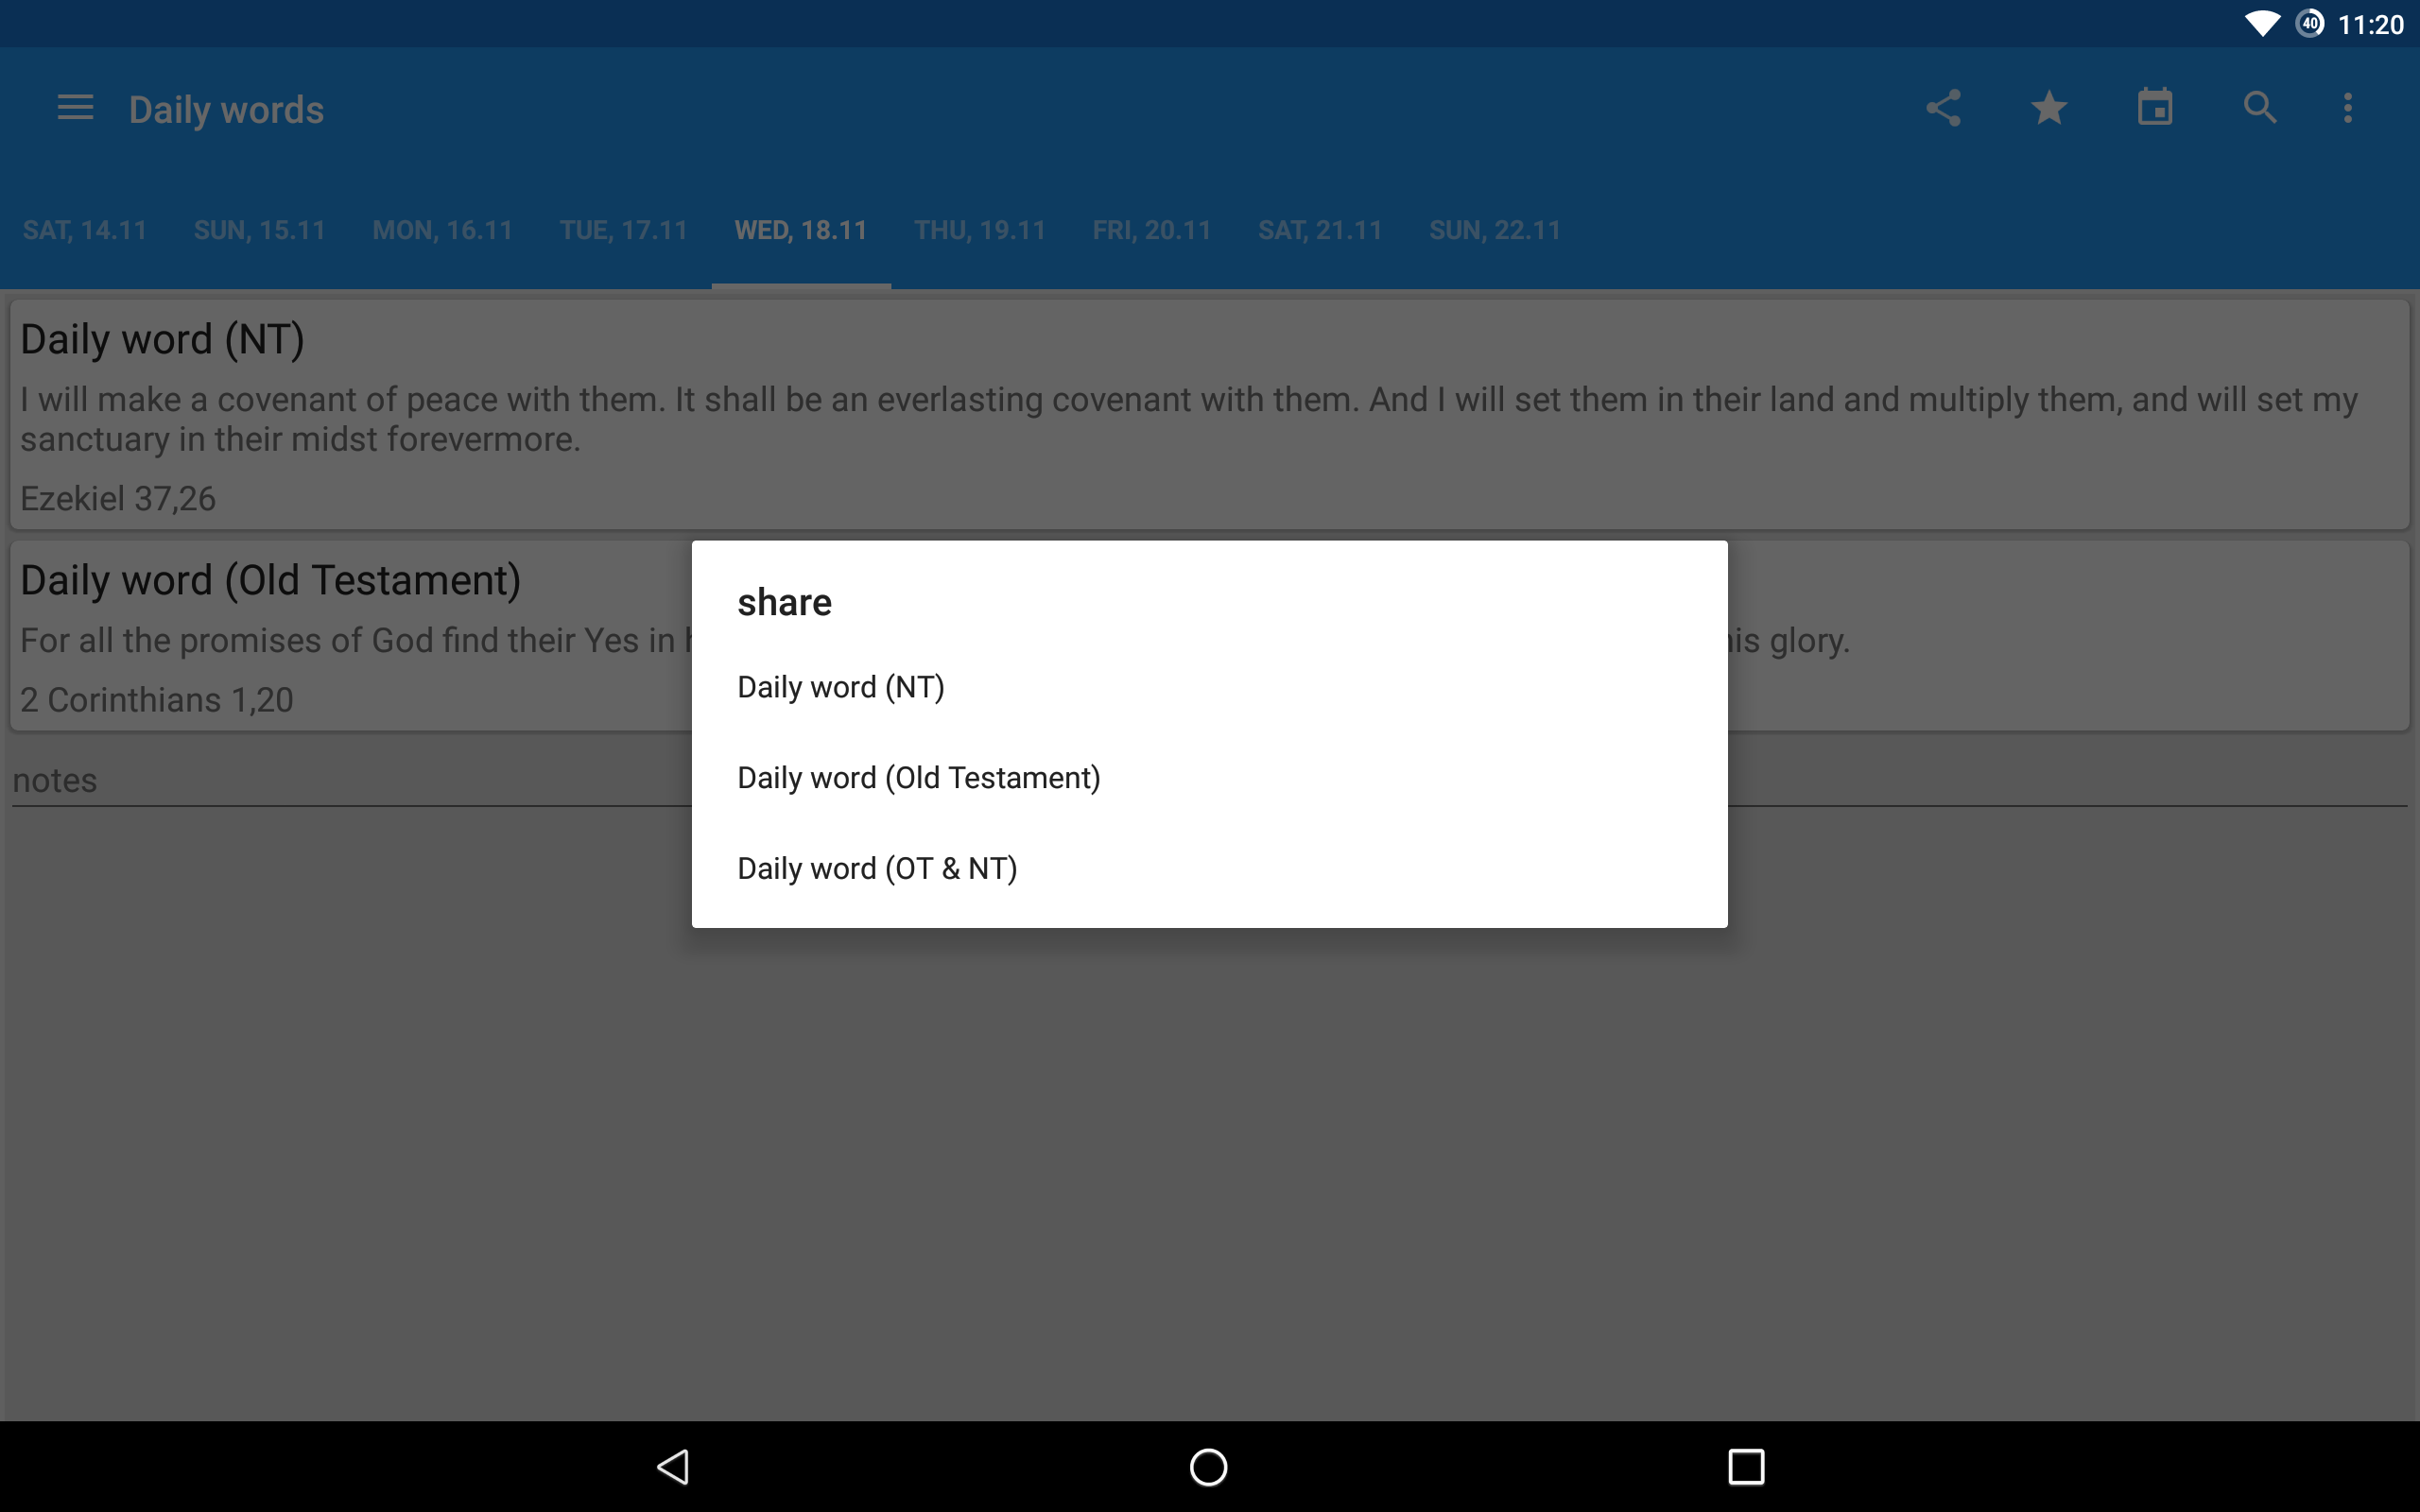 40 11:20
Daily words
SAT, 14.11 SUN, 15.11 MON, 16.11 TUE, 17.11 WED, 18.11 THU, 19.11 FRI, 20.11 SAT, 21.11 SUN, 22.11
Daily word (NT)
I will make a covenant of peace with them. It shall be an everlasting covenant with them. And I will set them in their land and multiply them, and will set my
sanctuary in their midst forevermore.
Ezekiel 37,26
Daily word (Old Testament)
For all the promises of God find their Yes in his glory.
2 Corinthians 1,20
notes
share
Daily word (NT)
Daily word (Old Testament)
Daily word (OT & NT)